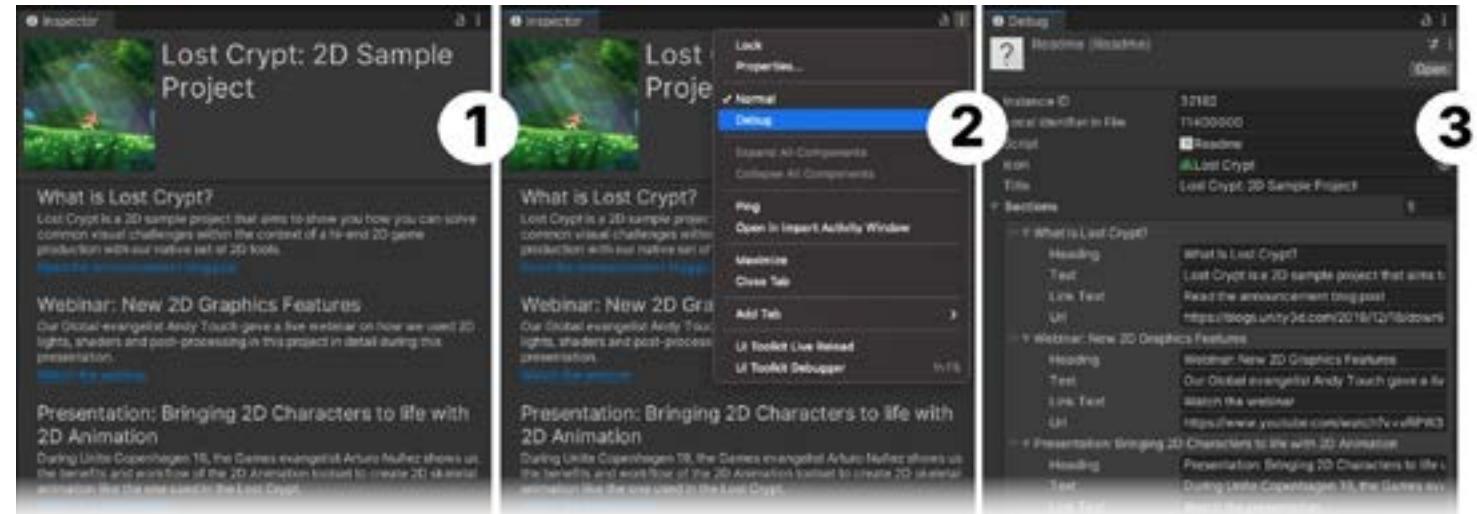 Inspector
Lost Crypt: 2D Sample
Project
1
What is Lost Crypt?
Lost Crypt is a 2D sample project that aims to show you how you can solve
common visual challenges within the context of a hi-end 2D game
production with our native set of 2D tools.
Read the announcement blog post
Webinar: New 2D Graphics Features
Our Global evangelist Andy Touch gave a live webinar on how we used 2D
lights, shaders and post-processing in this project in detail during this
presentation.
Watch the webinar
Presentation: Bringing 2D Characters to life with
2D Animation
During Unite Copenhagen 19, the Games evangelist Arturo Nuñez shows us
the benefits and workflow of the 2D Animation toolset to create 2D skeletal
animation like the one used in the Lost Crypt.
Inspector
Lost
Proje
2
Lock
Properties...
Normal
Debug
Expand All Components
Collapse All Components
Ping
Open in Import Activity Window
Maximize
Close Tab
Add Tab
UI Toolkit Live Reload
UI Toolkit Debugger
What is Lost Crypt?
Lost Crypt is a 2D sample projec
common visual challenges within
production with our native set of
Webinar: New 2D Gra
Our Global evangelist Andy Touc
lights, shaders and post-process
presentation.
Watch the webinar
Presentation: Bringing 2D Characters to life with
2D Animation
During Unite Copenhagen 19, the Games evangelist Arturo Nuñez shows us
the benefits and workflow of the 2D Animation toolset to create 2D skeletal
animation like the one used in the Lost Crypt.
Debug
? Readme (Readme)
Open
3
Instance ID 32182
Local Identifier in File 11400000
Script Readme
Icon Lost Crypt
Title Lost Crypt: 2D Sample Project
Sections
What is Lost Crypt?
Heading What is Lost Crypt?
Text Lost Crypt is a 2D sample project that aims t
Link Text Read the announcement blog post
Url https://blogs.unity3d.com/2019/12/18/downl
Webinar: New 2D Graphics Features
Heading Webinar: New 2D Graphics Features
Text Our Global evangelist Andy Touch gave a liv
Link Text Watch the webinar
Url
Presentation: Bringing 2D Characters to life with 2D Animation
Heading Presentation: Bringing 2D Characters to life
Text During Unite Copenhagen 19, the Games
Link Text